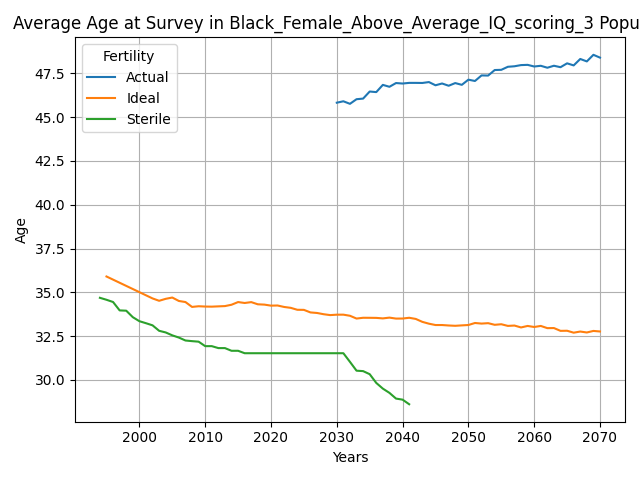 Average Age at Survey in Black_Female_Above_Average_IQ_scoring_3 Popu
Fertility
Actual
Ideal
Sterile
47.5
45.0
42.5
40.0
37.5
35.0
32.5
30.0
Age
2000 2010 2020 2030 2040 2050 2060 2070
Years